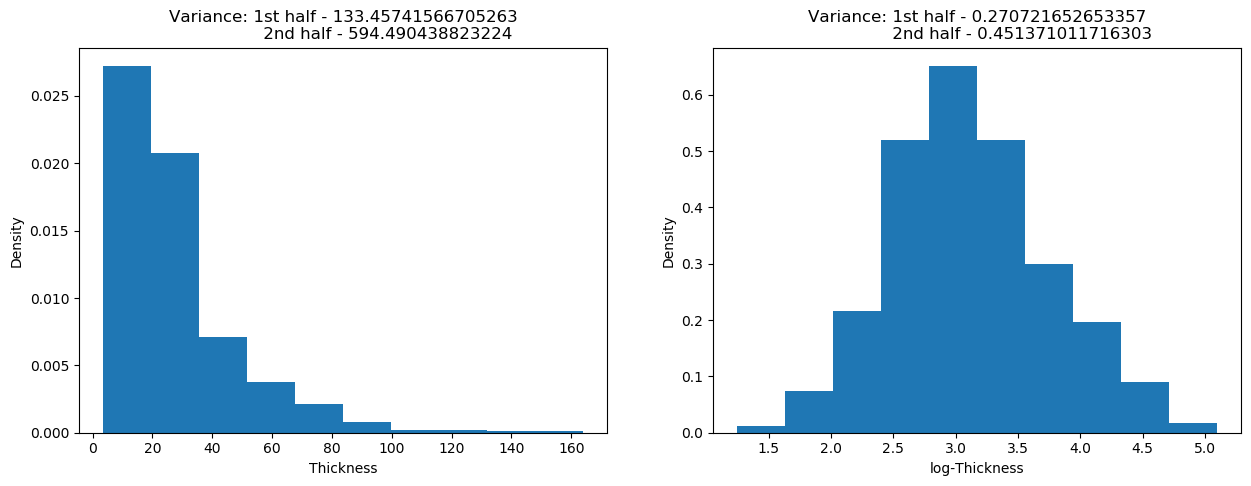 Variance: 1st half - 133.45741566705263
2nd half - 594.490438823224
0.025
0.020
0.015
0.010
0.005
0.000
Density
0 20 40 60 80 100 120 140 160
Thickness
Variance: 1st half - 0.270721652653357
2nd half - 0.451371011716303
0.6
0.5
0.4
0.3
0.2
0.1
0.0
Density
1.5 2.0 2.5 3.0 3.5 4.0 4.5 5.0
log-Thickness